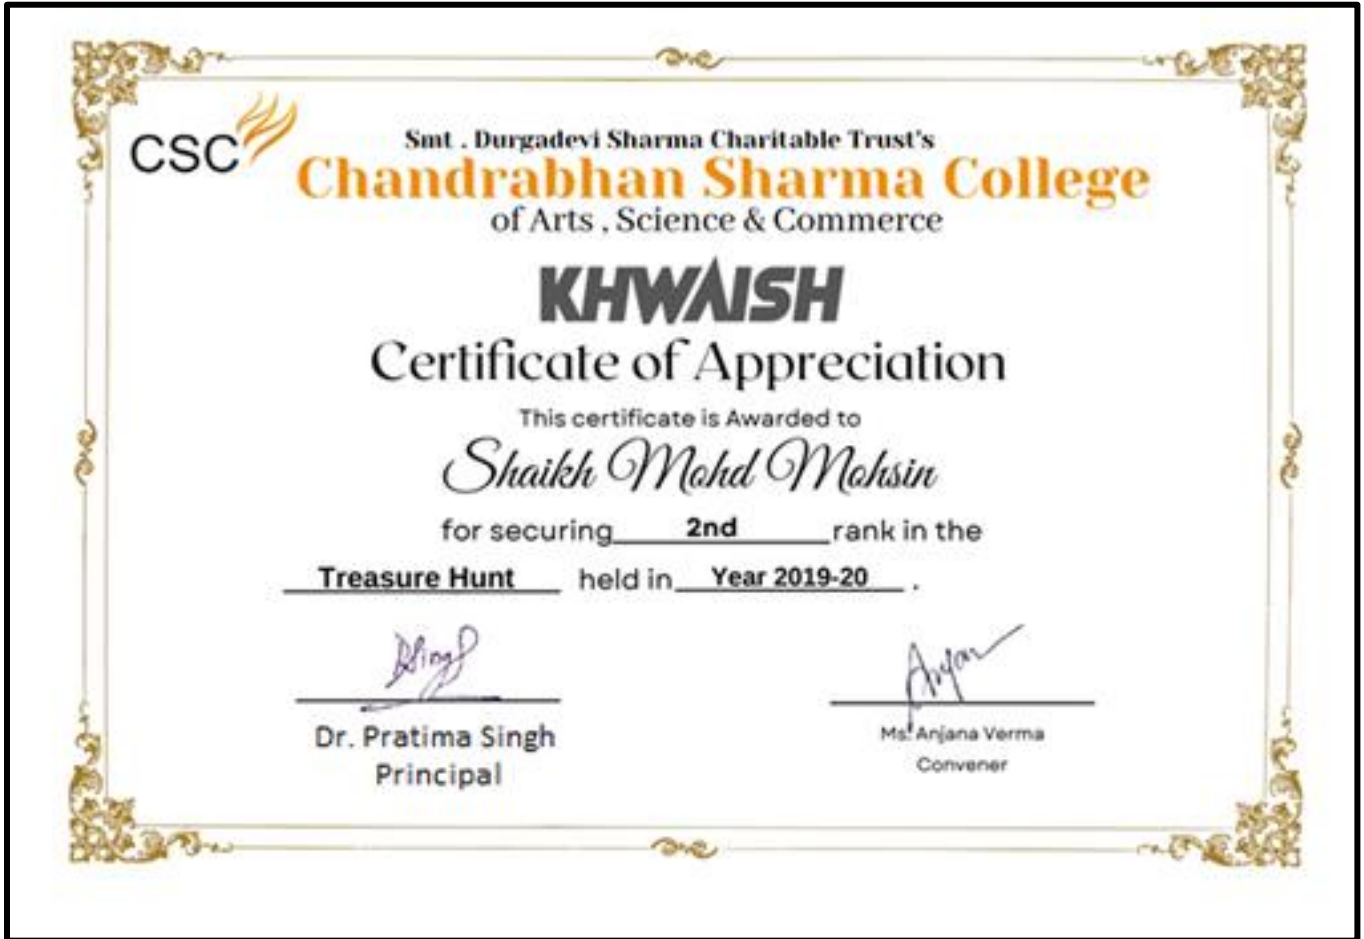 CSC
Smt . Durgadevi Sharma Charitable Trust's
Chandrabhan Sharma College
of Arts , Science & Commerce
KHWAISH
Certificate of Appreciation
This certificate is Awarded to
Shaikh Mohd Mohsin
for securing 2nd rank in the
Treasure Hunt held in Year 2019-20 .
Dr. Pratima Singh
Principal
Ms. Anjana Verma
Convener